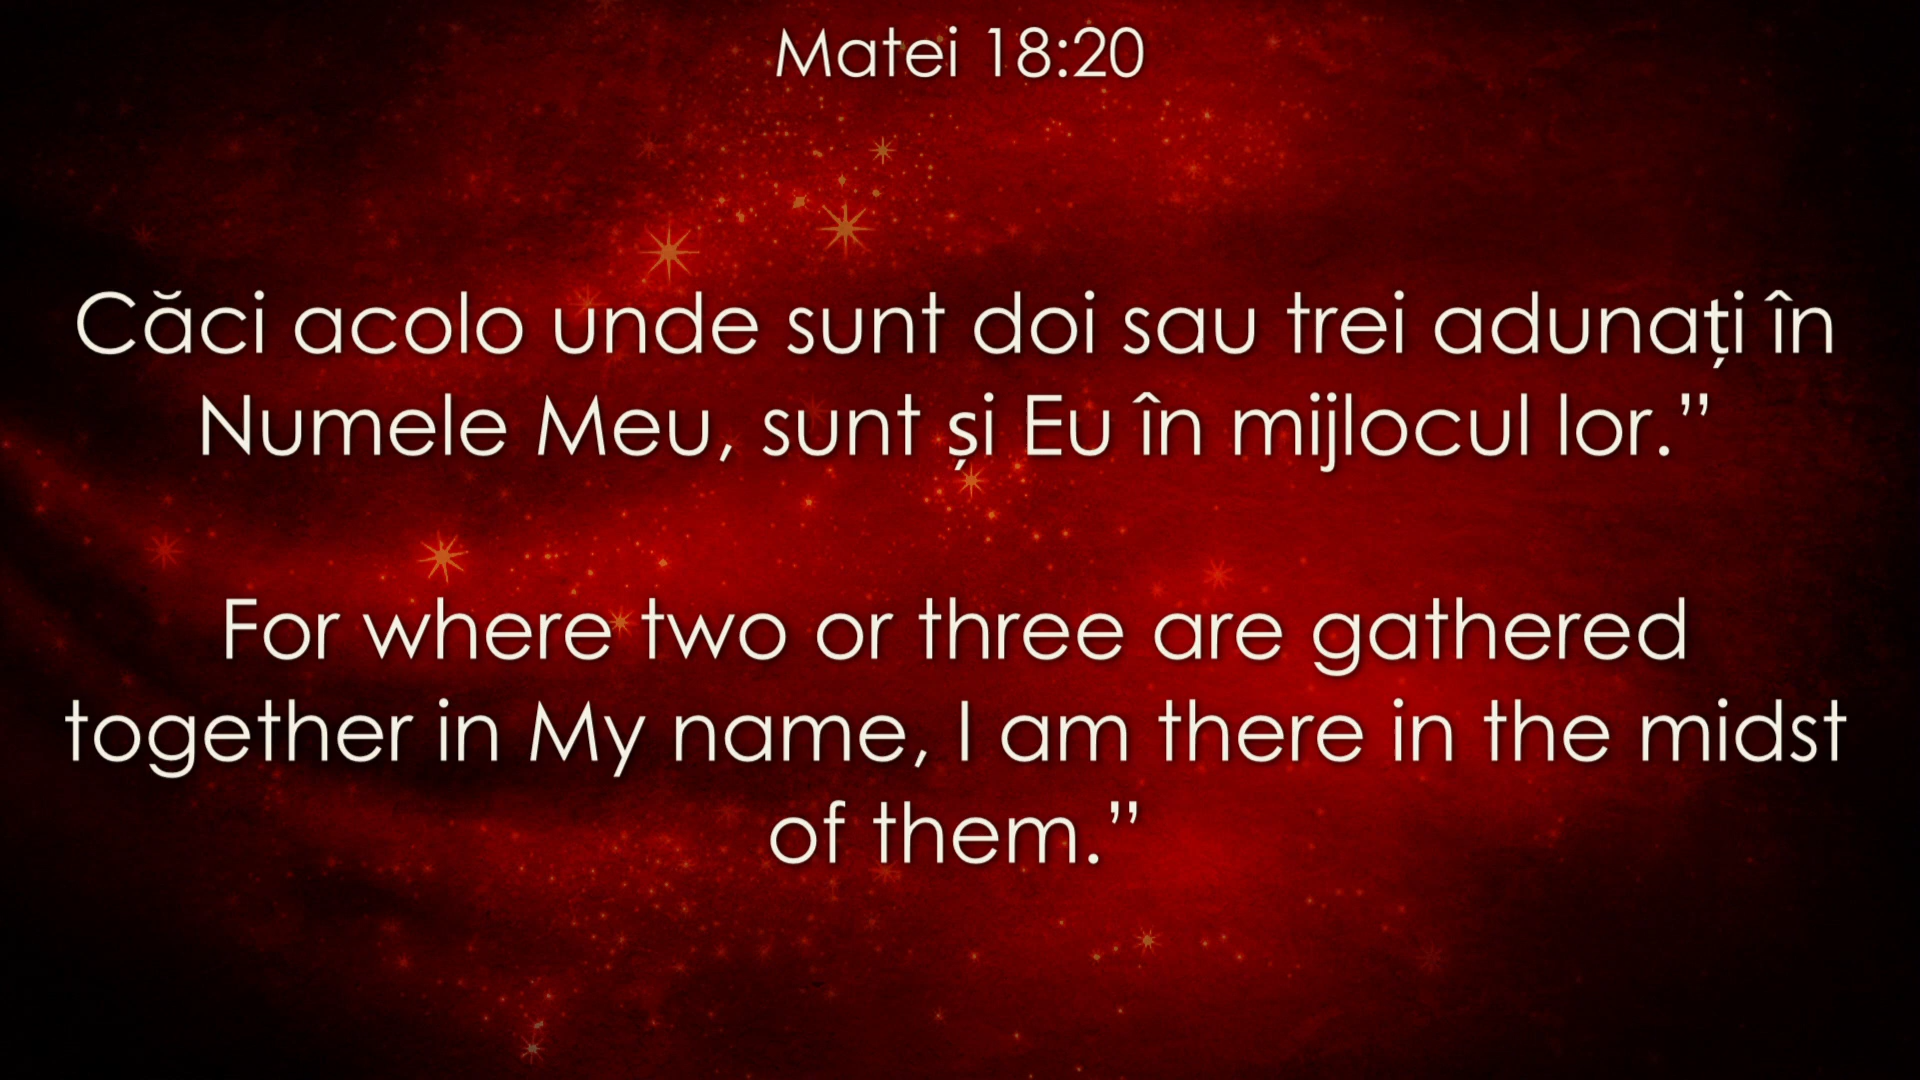 Matei 18:20
Căci acolo unde sunt doi sau trei adunați în
Numele Meu, sunt și Eu în mijlocul lor.”
For where two or three are gathered
together in My name, I am there in the midst
of them.”